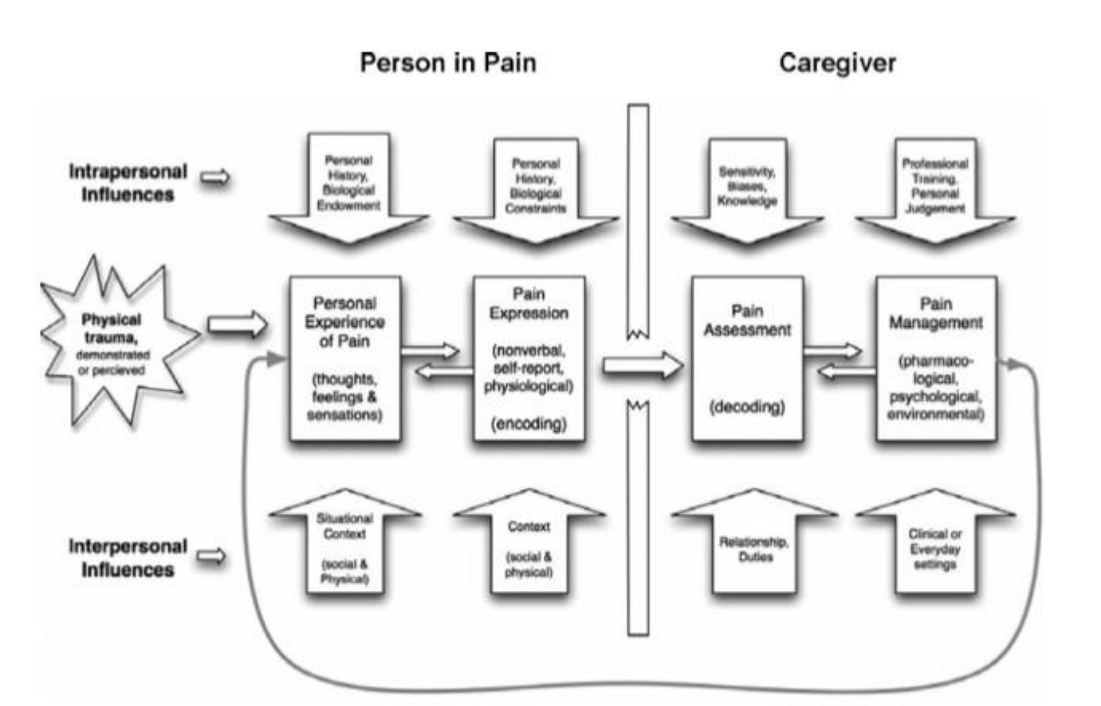 Person in Pain
Caregiver
Intrapersonal
Influences
Personal
History,
Biological
Endowment
Personal
History,
Biological
Constraints
Sensitivity,
Biases,
Knowledge
Professional
Training,
Personal
Judgement
Physical
trauma,
demonstrated
or percieved
Personal
Experience
of Pain
(thoughts,
feelings &
sensations)
Pain
Expression
(nonverbal,
self-report,
physiological)
(encoding)
Pain
Assessment
(decoding)
Pain
Management
(pharmaco-
logical,
psychological,
environmental)
Interpersonal
Influences
Situational
Context
(social &
Physical)
Context
(social &
physical)
Relationship,
Duties
Clinical or
Everyday
settings